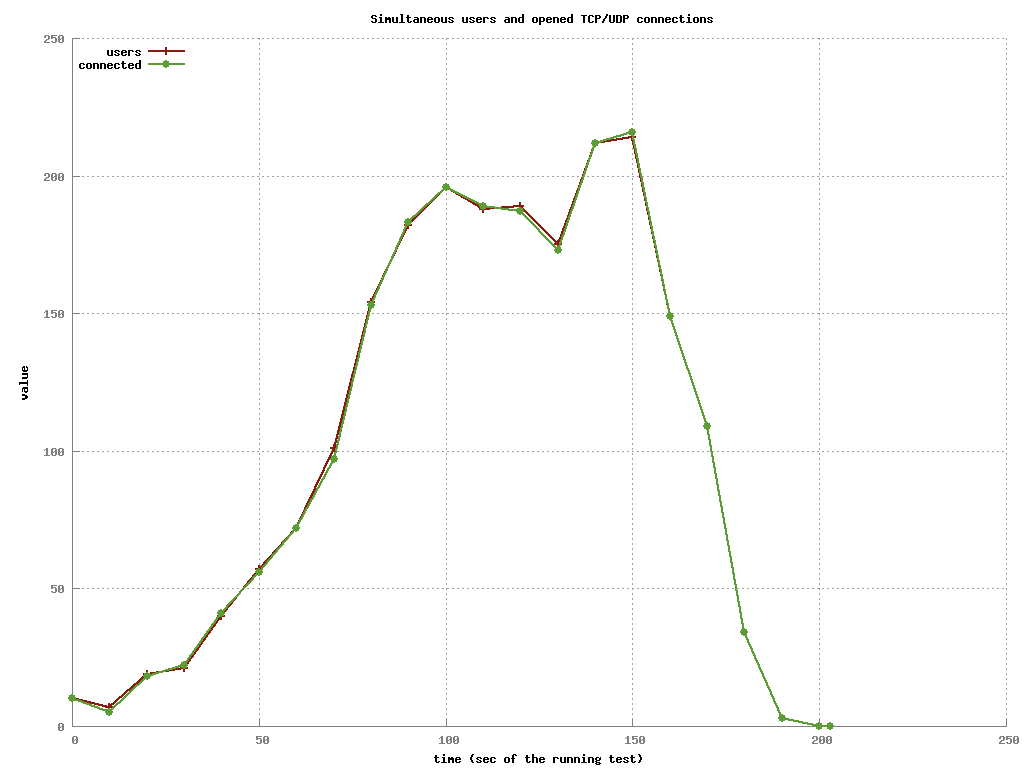 Simultaneous users and opened TCP/UDP connections
250
users
connected
200
150
value
100
50
0
0 50 100 150 200 250
time (sec of the running test)